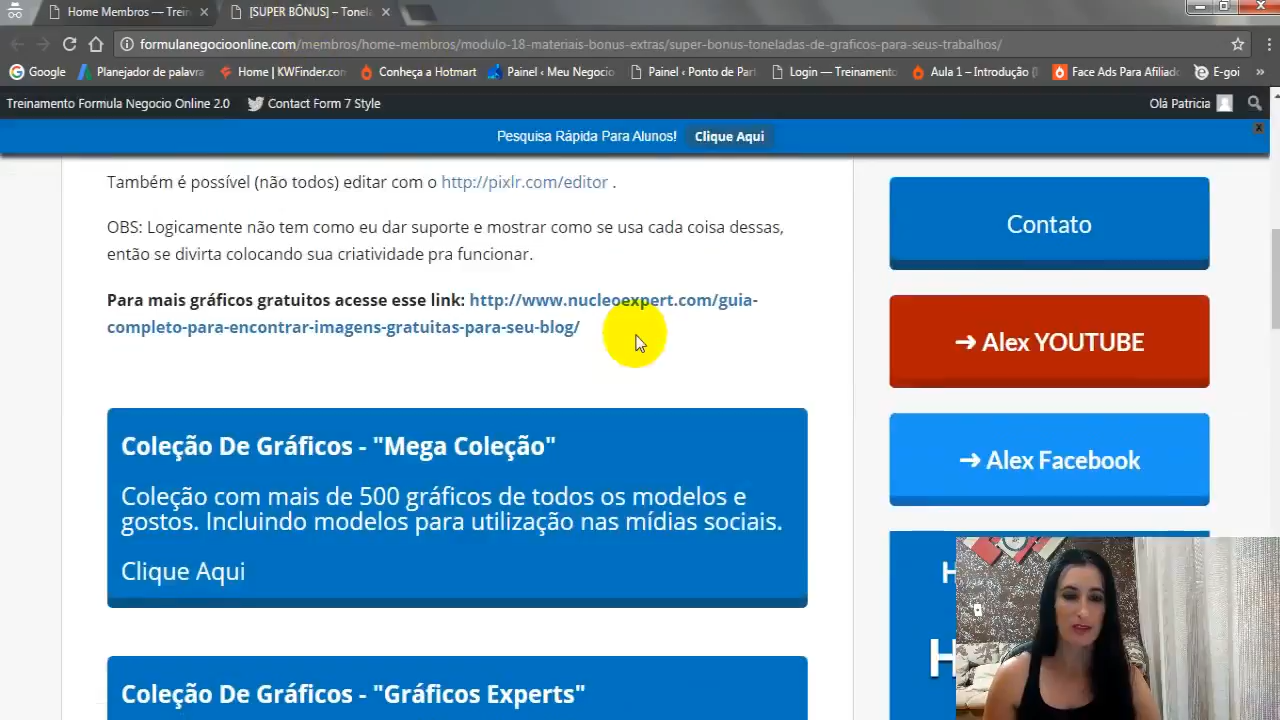 Home Membros — Trein
[SUPER BÔNUS] – Tonela
formulanegocioonline.com/membros/home-membros/modulo-18-materiais-bonus-extras/super-bonus-toneladas-de-graficos-para-seus-trabalhos/
Google
Planejador de palavra
Home | KWFinder.com
Conheça a Hotmart
Painel ‹ Meu Negocio
Painel ‹ Ponto de Part
Login — Treinamento
Aula 1 – Introdução (
Face Ads Para Afiliado
E-goi
»
Treinamento Formula Negocio Online 2.0
Contact Form 7 Style
Olá Patricia
Pesquisa Rápida Para Alunos! Clique Aqui
x
Também é possível (não todos) editar com o http://pixlr.com/editor .
OBS: Logicamente não tem comoeu dar suporte e mostrar como se usa cada coisa dessas,
então se divirta colocando sua criatividade pra funcionar.
Para mais gráficos gratuitos acesse esse link: http://www.nucleoexpert.com/guia-
completo-para-encontrar-imagens-gratuitas-para-seu-blog/
Coleção De Gráficos - "Mega Coleção"
Coleção com mais de 500 gráficos de todos os modelos e
gostos. Incluindo modelos para utilização nas mídias sociais.
Clique Aqui
Coleção De Gráficos - "Gráficos Experts"
Contato
➜ Alex YOUTUBE
➜ Alex Facebook
H
H